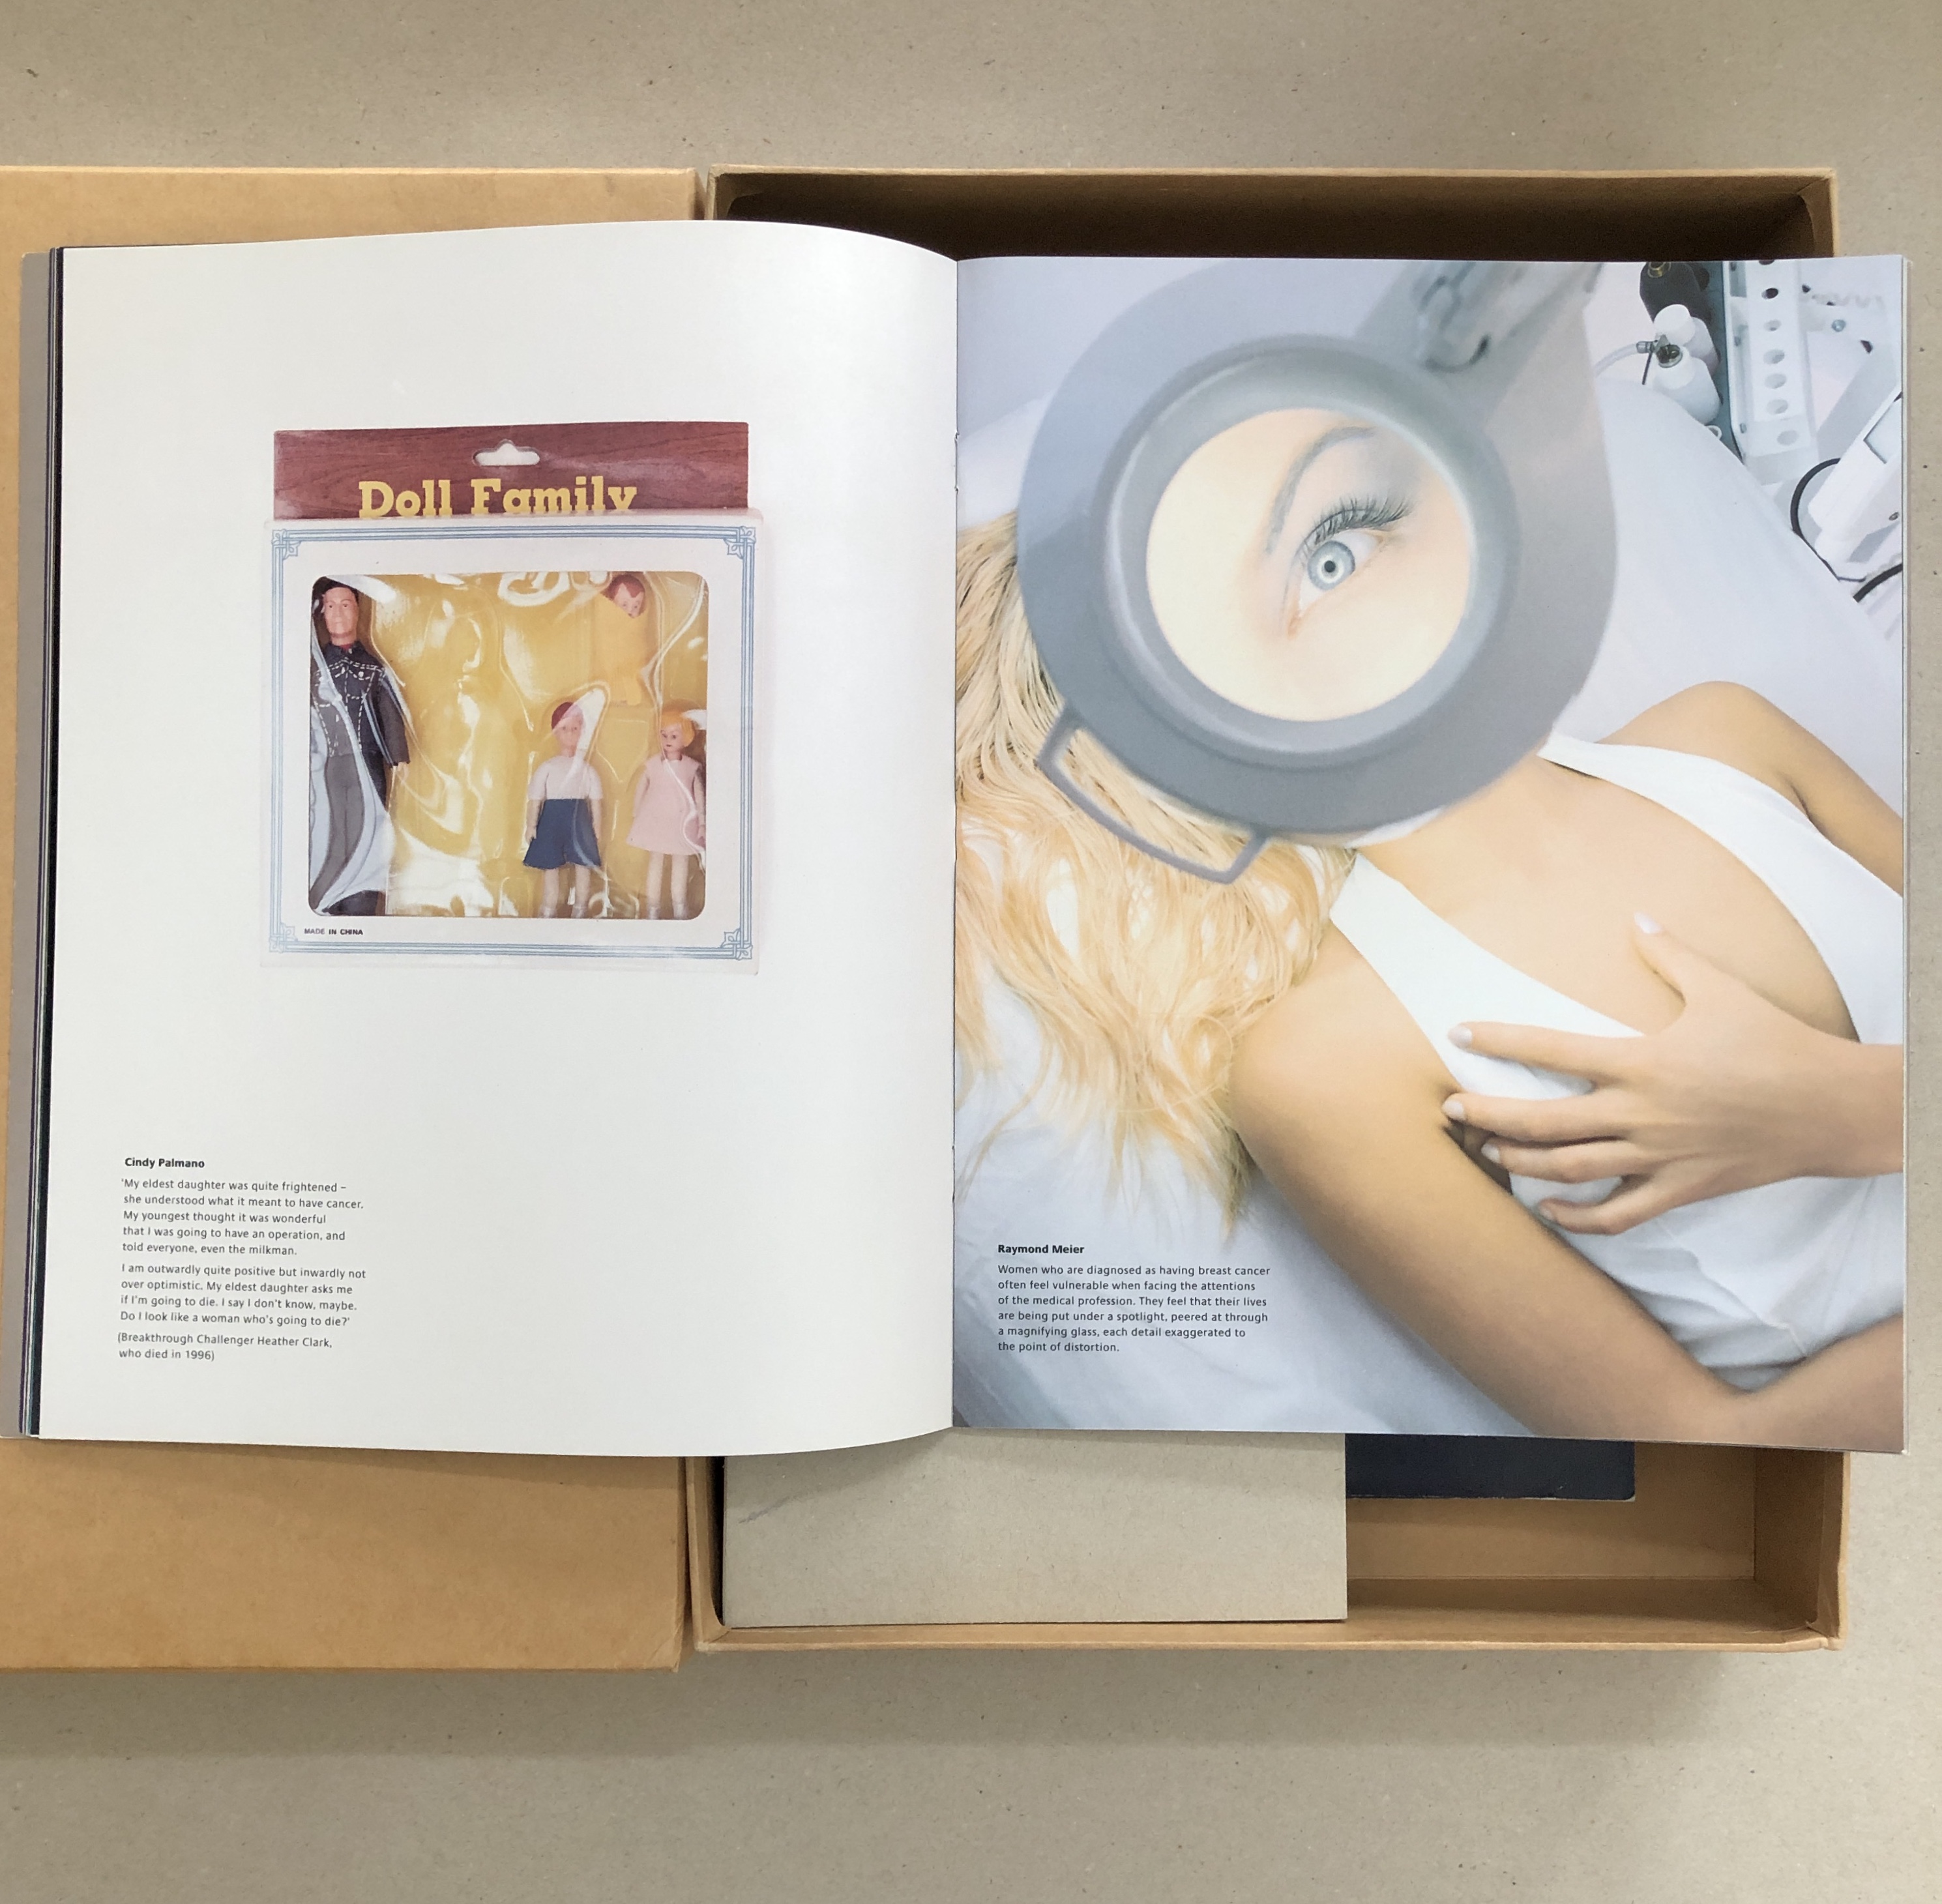 Doll Family
MADE IN CHINA
Cindy Palmano
'My eldest daughter was quite frightened –
she understood what it meant to have cancer.
My youngest thought it was wonderful
that I was going to have an operation, and
told everyone, even the milkman.
I am outwardly quite positive but inwardly not
over optimistic. My eldest daughter asks me
if I'm going to die. I say I don't know, maybe.
Do I look like a woman who's going to die?'
(Breakthrough Challenger Heather Clark,
who died in 1996)
Raymond Meier
Women who are diagnosed as having breast cancer
often feel vulnerable when facing the attentions
of the medical profession. They feel that their lives
are being put under a spotlight, peered at through
a magnifying glass, each detail exaggerated to
the point of distortion.